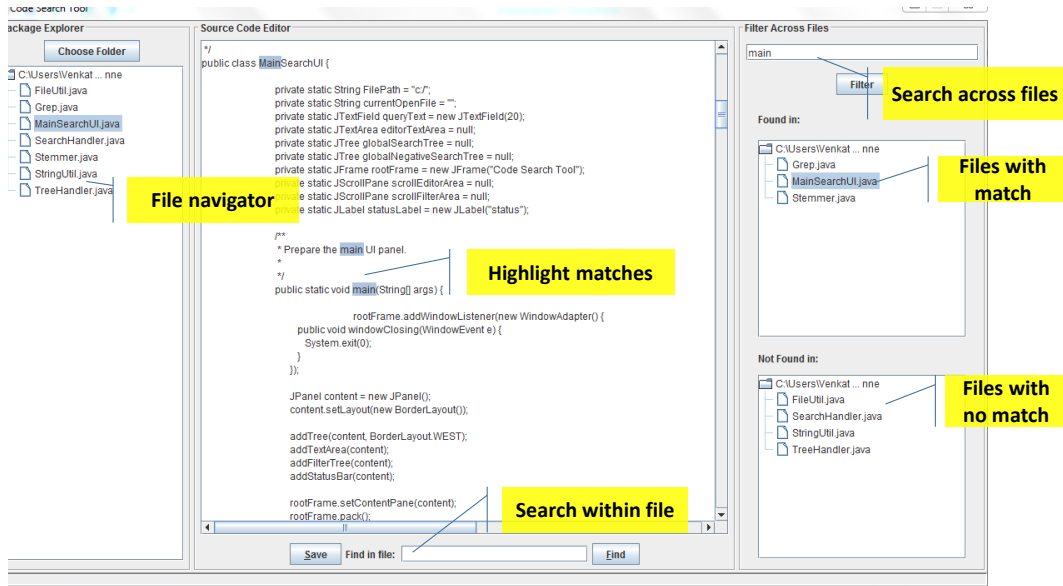 Code Search Tool
Package Explorer
Choose Folder
C:\Users\Venkat ... nne
FileUtil.java
Grep.java
MainSearchUI.java
SearchHandler.java
Stemmer.java
StringUtil.java
TreeHandler.java
File navigator
Source Code Editor
*/
public class MainSearchUI {
private static String FilePath = "c:/";
private static String currentOpenFile = "";
private static JTextField queryText = new JTextField(20);
private static JTextArea editorTextArea = null;
private static JTree globalSearchTree = null;
private static JTree globalNegativeSearchTree = null;
private static JFrame rootFrame = new JFrame("Code Search Tool");
private static JScrollPane scrollEditorArea = null;
private static JScrollPane scrollFilterArea = null;
private static JLabel statusLabel = new JLabel("status");
/**
* Prepare the main UI panel.
*
*/
public static void main(String[] args) {
rootFrame.addWindowListener(new WindowAdapter() {
public void windowClosing(WindowEvent e) {
System.exit(0);
}
});
JPanel content = new JPanel();
content.setLayout(new BorderLayout());
addTree(content, BorderLayout.WEST);
addTextArea(content);
addFilterTree(content);
addStatusBar(content);
rootFrame.setContentPane(content);
rootFrame.pack();
Highlight matches
Search within file
Save
Find in file:
Find
Filter Across Files
main
Filter
Search across files
Found in:
C:\Users\Venkat ... nne
Grep.java
MainSearchUI.java
Stemmer.java
Files with
match
Not Found in:
C:\Users\Venkat ... nne
FileUtil.java
SearchHandler.java
StringUtil.java
TreeHandler.java
Files with
no match